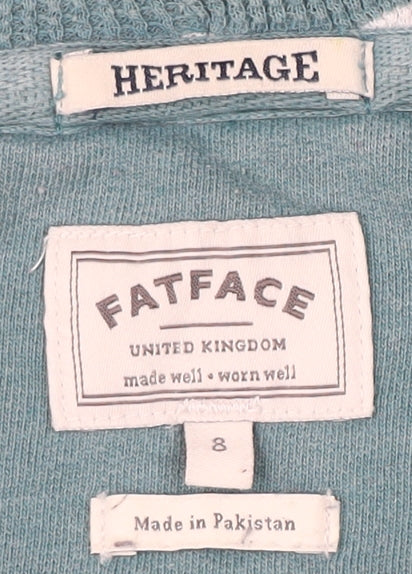 HERITAGE
FATFACE
UNITED KINGDOM
made well • worn well
8
Made in Pakistan